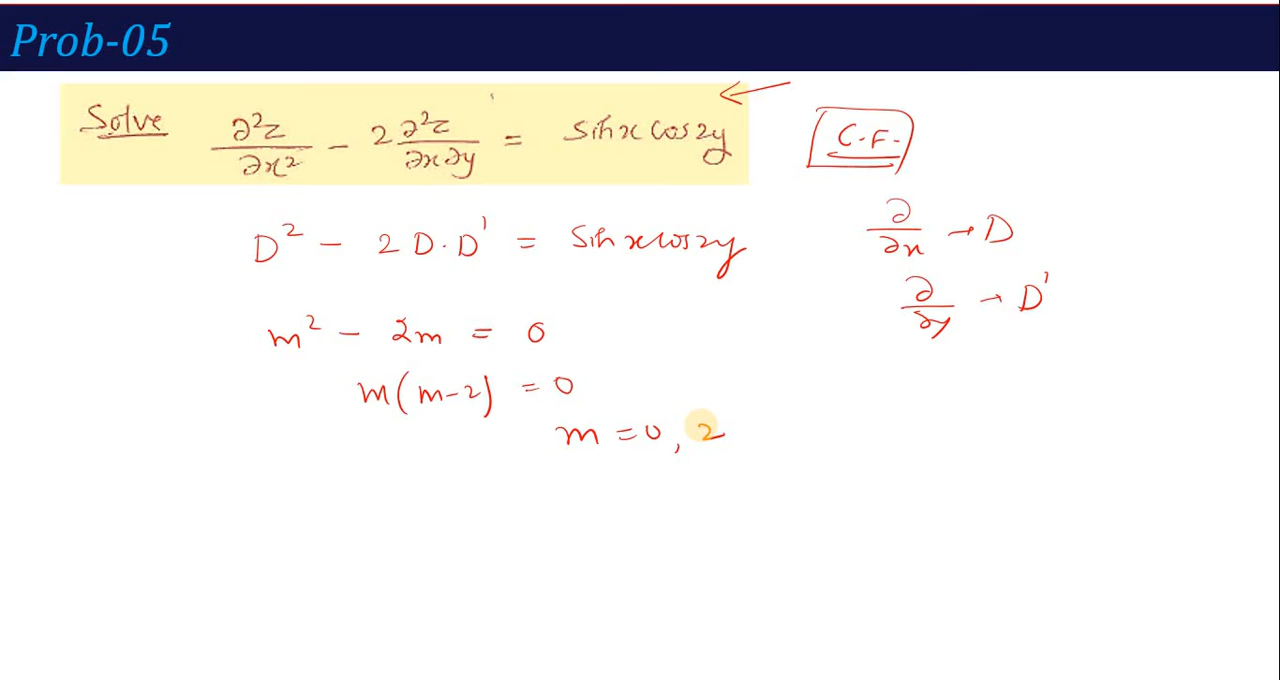 Prob-05
Solve ∂²z/∂x² - 2 ∂²z/∂x∂y = sin x cos 2y
C.F.
D² - 2 D.D' = sin x cos 2y
∂/∂x → D
∂/∂y → D'
m² - 2m = 0
m(m-2) = 0
m = 0, 2